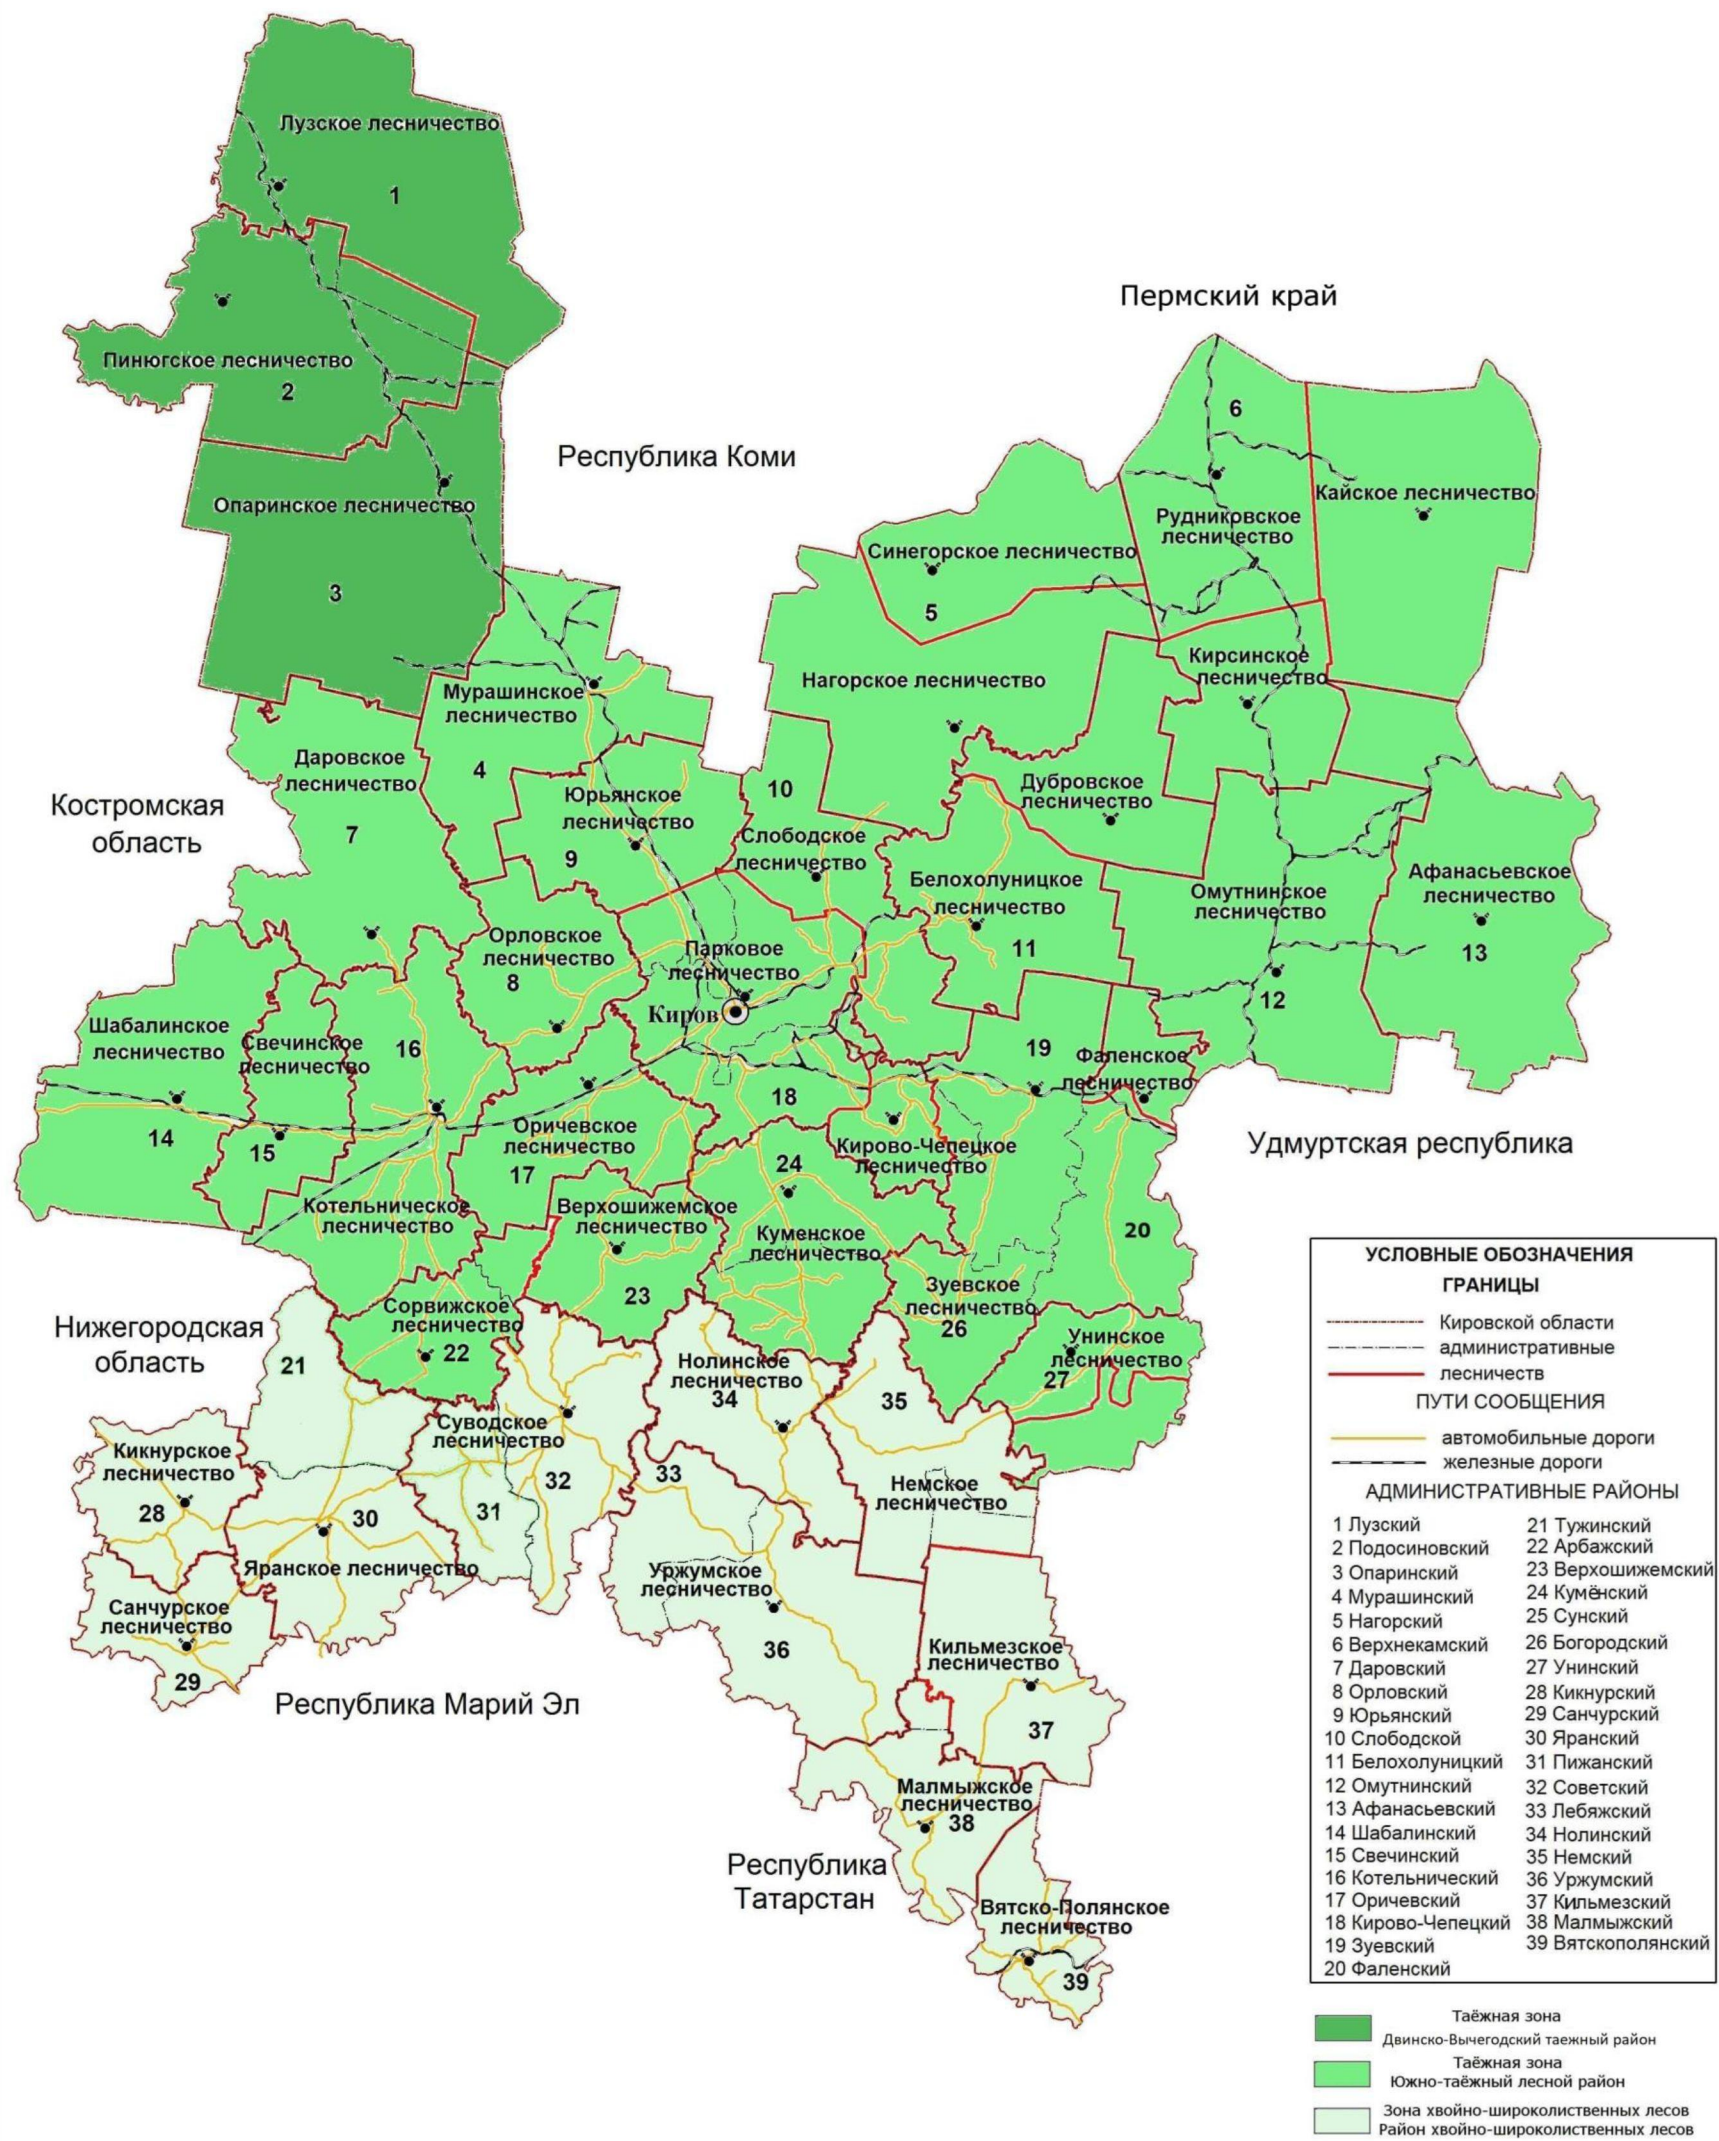 Лузское лесничество
1
Пинюгское лесничество
2
Опаринское лесничество
3
Республика Коми
Пермский край
6
Кайское лесничество
Рудниковское
лесничество
Синегорское лесничество
5
Нагорское лесничество
Кирсинское
лесничество
Мурашинское
лесничество
4
Даровское
лесничество
7
Костромская
область
Юрьянское
лесничество
9
10
Слободское
лесничество
Дубровское
лесничество
Белохолуницкое
лесничество
11
Омутнинское
лесничество
12
Афанасьевское
лесничество
13
Орловское
лесничество
8
Парковое
лесничество
Киров
Шабалинское
лесничество
14
Свечинское
лесничество
15
16
Котельническое
лесничество
Оричевское
лесничество
17
18
19
Фаленское
лесничество
20
Кирово-Чепецкое
лесничество
Удмуртская республика
Верхошижемское
лесничество
23
24
Куменское
лесничество
Зуевское
лесничество
26
Унинское
лесничество
27
Нижегородская
область
Сорвижское
лесничество
22
21
Нолинское
лесничество
34
35
Немское
лесничество
Суводское
лесничество
31
32
33
Кикнурское
лесничество
28
30
Яранское лесничество
Санчурское
лесничество
29
Республика Марий Эл
Уржумское
лесничество
36
Кильмезское
лесничество
37
Малмыжское
лесничество
38
Республика
Татарстан
Вятско-Полянское
лесничество
39
УСЛОВНЫЕ ОБОЗНАЧЕНИЯ
ГРАНИЦЫ
Кировской области
административные
лесничеств
ПУТИ СООБЩЕНИЯ
автомобильные дороги
железные дороги
АДМИНИСТРАТИВНЫЕ РАЙОНЫ
1 Лузский
2 Подосиновский
3 Опаринский
4 Мурашинский
5 Нагорский
6 Верхнекамский
7 Даровский
8 Орловский
9 Юрьянский
10 Слободской
11 Белохолуницкий
12 Омутнинский
13 Афанасьевский
14 Шабалинский
15 Свечинский
16 Котельнический
17 Оричевский
18 Кирово-Чепецкий
19 Зуевский
20 Фаленский
21 Тужинский
22 Арбажский
23 Верхошижемский
24 Кумёнский
25 Сунский
26 Богородский
27 Унинский
28 Кикнурский
29 Санчурский
30 Яранский
31 Пижанский
32 Советский
33 Лебяжский
34 Нолинский
35 Немский
36 Уржумский
37 Кильмезский
38 Малмыжский
39 Вятскополянский
Таёжная зона
Двинско-Вычегодский таежный район
Таёжная зона
Южно-таёжный лесной район
Зона хвойно-широколиственных лесов
Район хвойно-широколиственных лесов